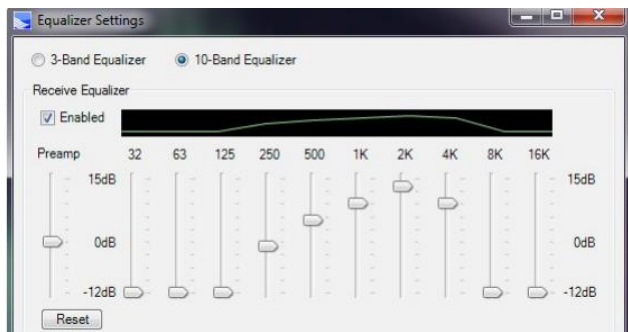 Equalizer Settings
3-Band Equalizer 10-Band Equalizer
Receive Equalizer
Enabled
Preamp 32 63 125 250 500 1K 2K 4K 8K 16K
15dB 15dB
0dB 0dB
-12dB -12dB
Reset